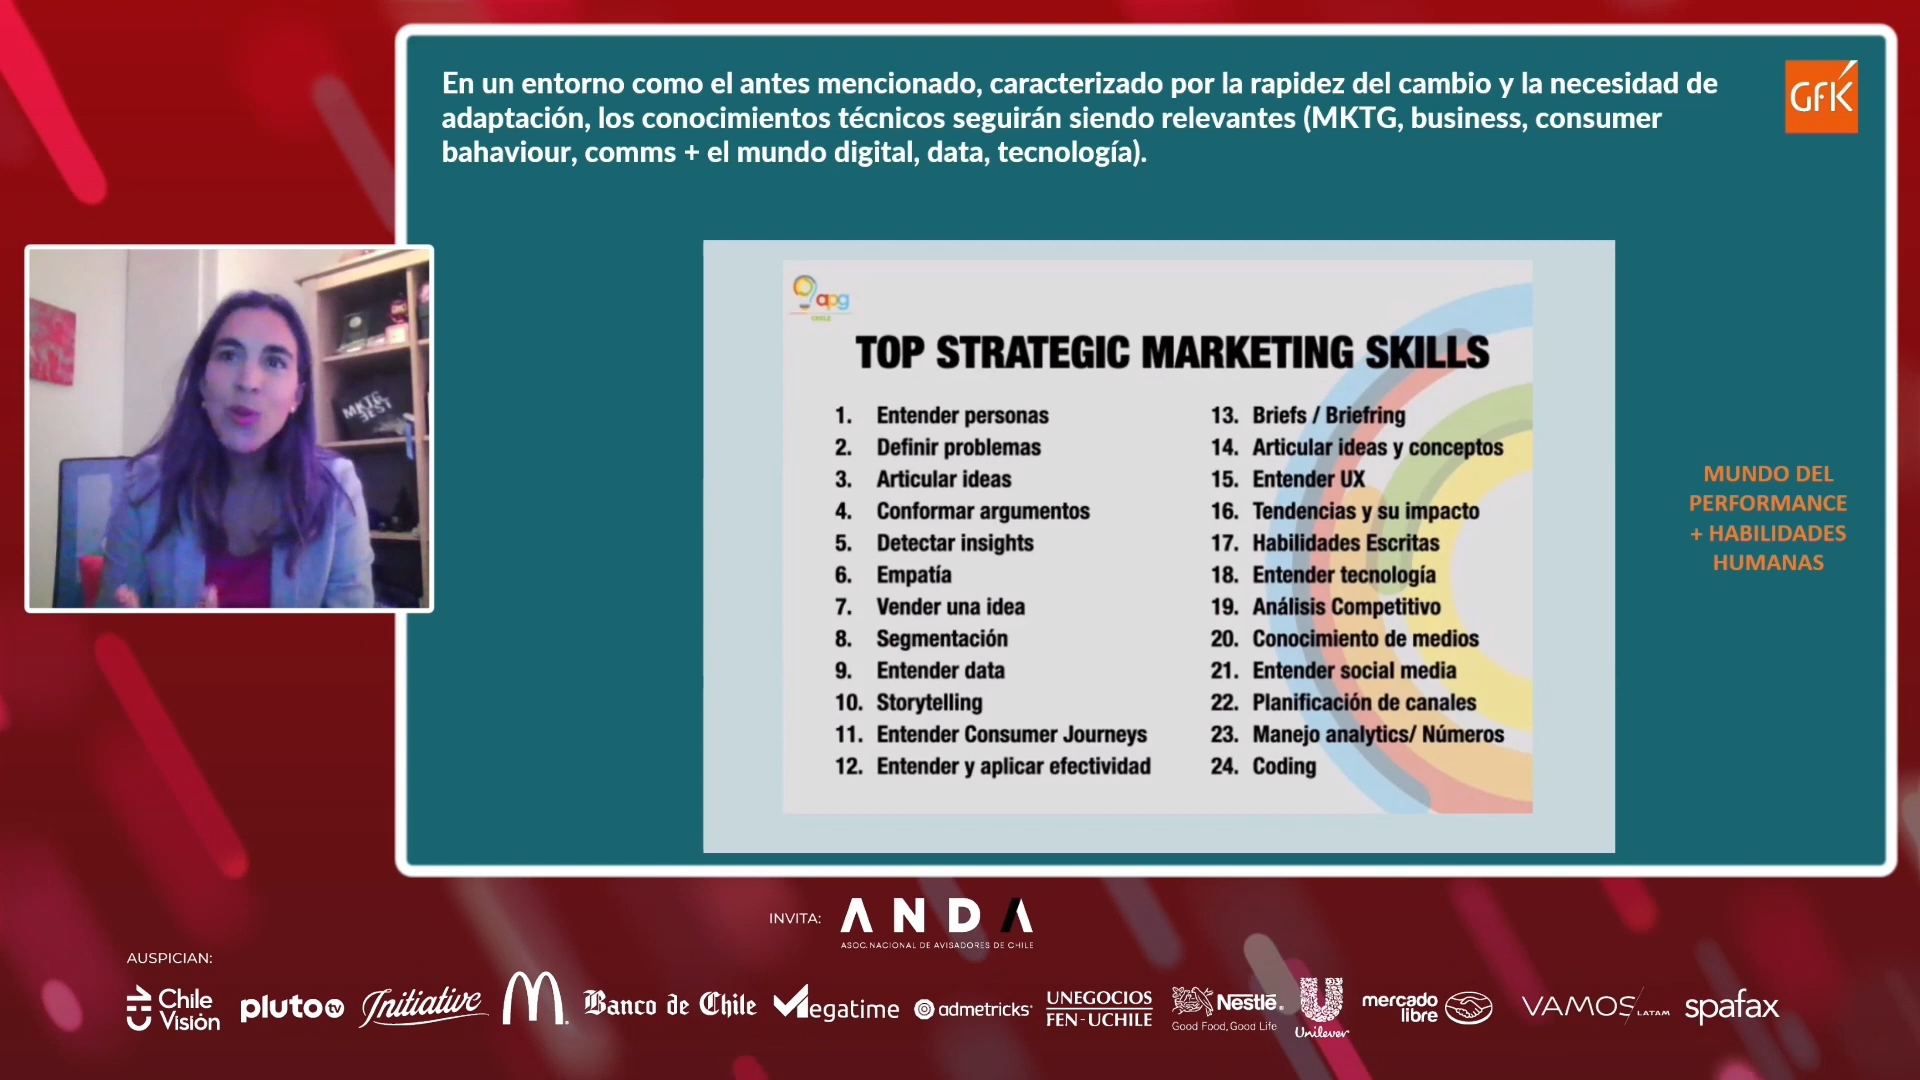 En un entorno como el antes mencionado, caracterizado por la rapidez del cambio y la necesidad de
adaptación, los conocimientos técnicos seguirán siendo relevantes (MKTG, business, consumer
bahaviour, comms + el mundo digital, data, tecnología).
GfK
MKTG
BEST
apg
CHILE
TOP STRATEGIC MARKETING SKILLS
1. Entender personas
2. Definir problemas
3. Articular ideas
4. Conformar argumentos
5. Detectar insights
6. Empatía
7. Vender una idea
8. Segmentación
9. Entender data
10. Storytelling
11. Entender Consumer Journeys
12. Entender y aplicar efectividad
13. Briefs / Briefring
14. Articular ideas y conceptos
15. Entender UX
16. Tendencias y su impacto
17. Habilidades Escritas
18. Entender tecnología
19. Análisis Competitivo
20. Conocimiento de medios
21. Entender social media
22. Planificación de canales
23. Manejo analytics/ Números
24. Coding
MUNDO DEL
PERFORMANCE
+ HABILIDADES
HUMANAS
INVITA:
ANDA
ASOC. NACIONAL DE AVISADORES DE CHILE
AUSPICIAN:
CHV
Chile
Visión
pluto tv
Initiative
M
Banco de Chile
Megatime
admetricks
UNEGOCIOS
FEN-UCHILE
Nestlé
Good Food, Good Life
Unilever
mercado
libre
VAMOS LATAM
spafax